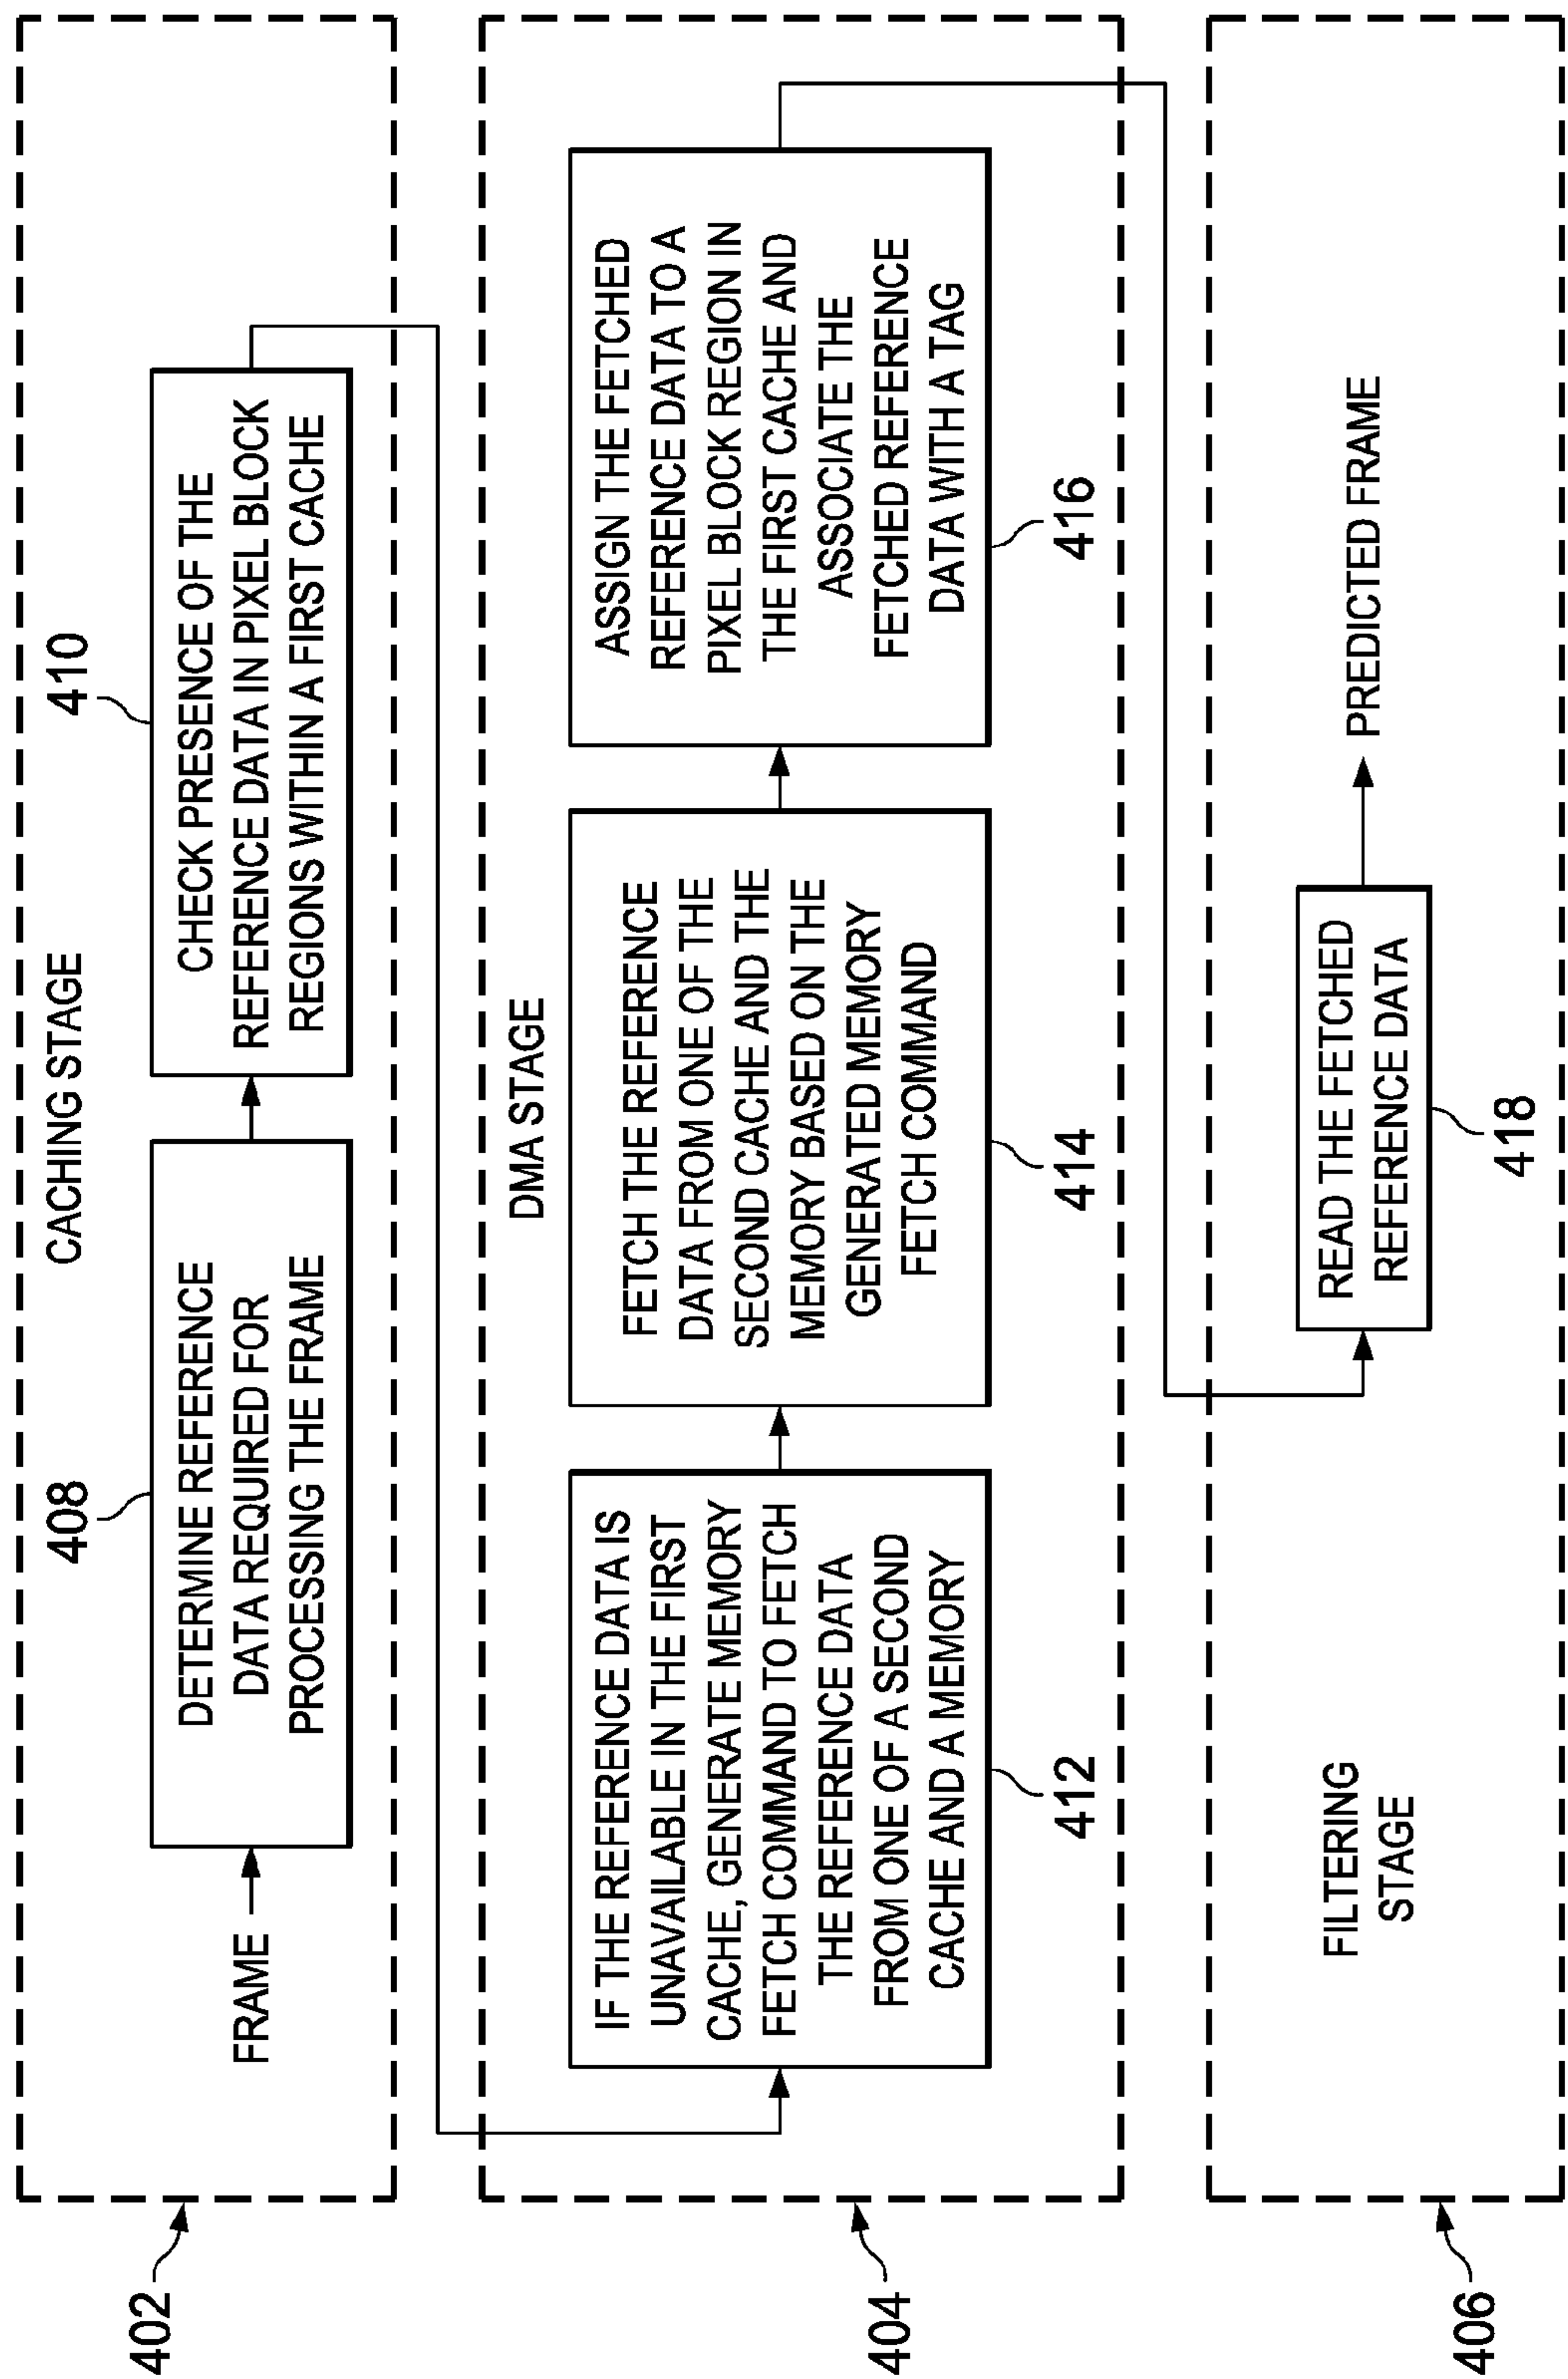 CACHING STAGE
402
408
410
FRAME
DETERMINE REFERENCE
DATA REQUIRED FOR
PROCESSING THE FRAME
CHECK PRESENCE OF THE
REFERENCE DATA IN PIXEL BLOCK
REGIONS WITHIN A FIRST CACHE
DMA STAGE
404
IF THE REFERENCE DATA IS
UNAVAILABLE IN THE FIRST
CACHE, GENERATE MEMORY
FETCH COMMAND TO FETCH
THE REFERENCE DATA
FROM ONE OF A SECOND
CACHE AND A MEMORY
412
FETCH THE REFERENCE
DATA FROM ONE OF THE
SECOND CACHE AND THE
MEMORY BASED ON THE
GENERATED MEMORY
FETCH COMMAND
414
ASSIGN THE FETCHED
REFERENCE DATA TO A
PIXEL BLOCK REGION IN
THE FIRST CACHE AND
ASSOCIATE THE
FETCHED REFERENCE
DATA WITH A TAG
416
406
FILTERING
STAGE
READ THE FETCHED
REFERENCE DATA
418
PREDICTED FRAME